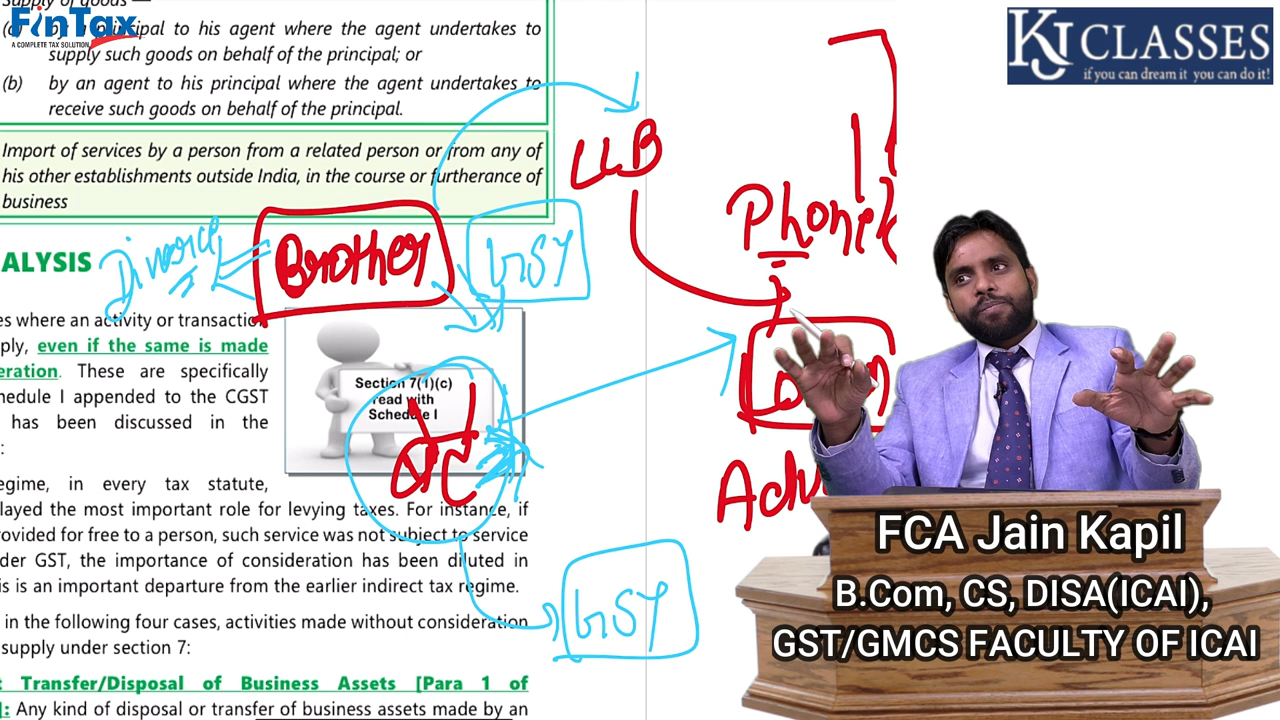 Supply of goods —
FinTax
A COMPLETE TAX SOLUTION
(a) by a principal to his agent where the agent undertakes to
supply such goods on behalf of the principal; or
(b) by an agent to his principal where the agent undertakes to
receive such goods on behalf of the principal.
Import of services by a person from a related person or from any of
his other establishments outside India, in the course or furtherance of
business
KJ CLASSES
if you can dream it you can do it!
LLB
Phone
Divorce
Brother
GST
ALYSIS
es where an activity or transaction
ply, even if the same is made
eration. These are specifically
hedule I appended to the CGST
has been discussed in the
:
Section 7(1)(c)
read with
Schedule I
egime, in every tax statute,
layed the most important role for levying taxes. For instance, if
rovided for free to a person, such service was not subject to service
der GST, the importance of consideration has been diluted in
is is an important departure from the earlier indirect tax regime.
in the following four cases, activities made without consideration
supply under section 7:
GST
t Transfer/Disposal of Business Assets [Para 1 of
]: Any kind of disposal or transfer of business assets made by an
FCA Jain Kapil
B.Com, CS, DISA(ICAI),
GST/GMCS FACULTY OF ICAI